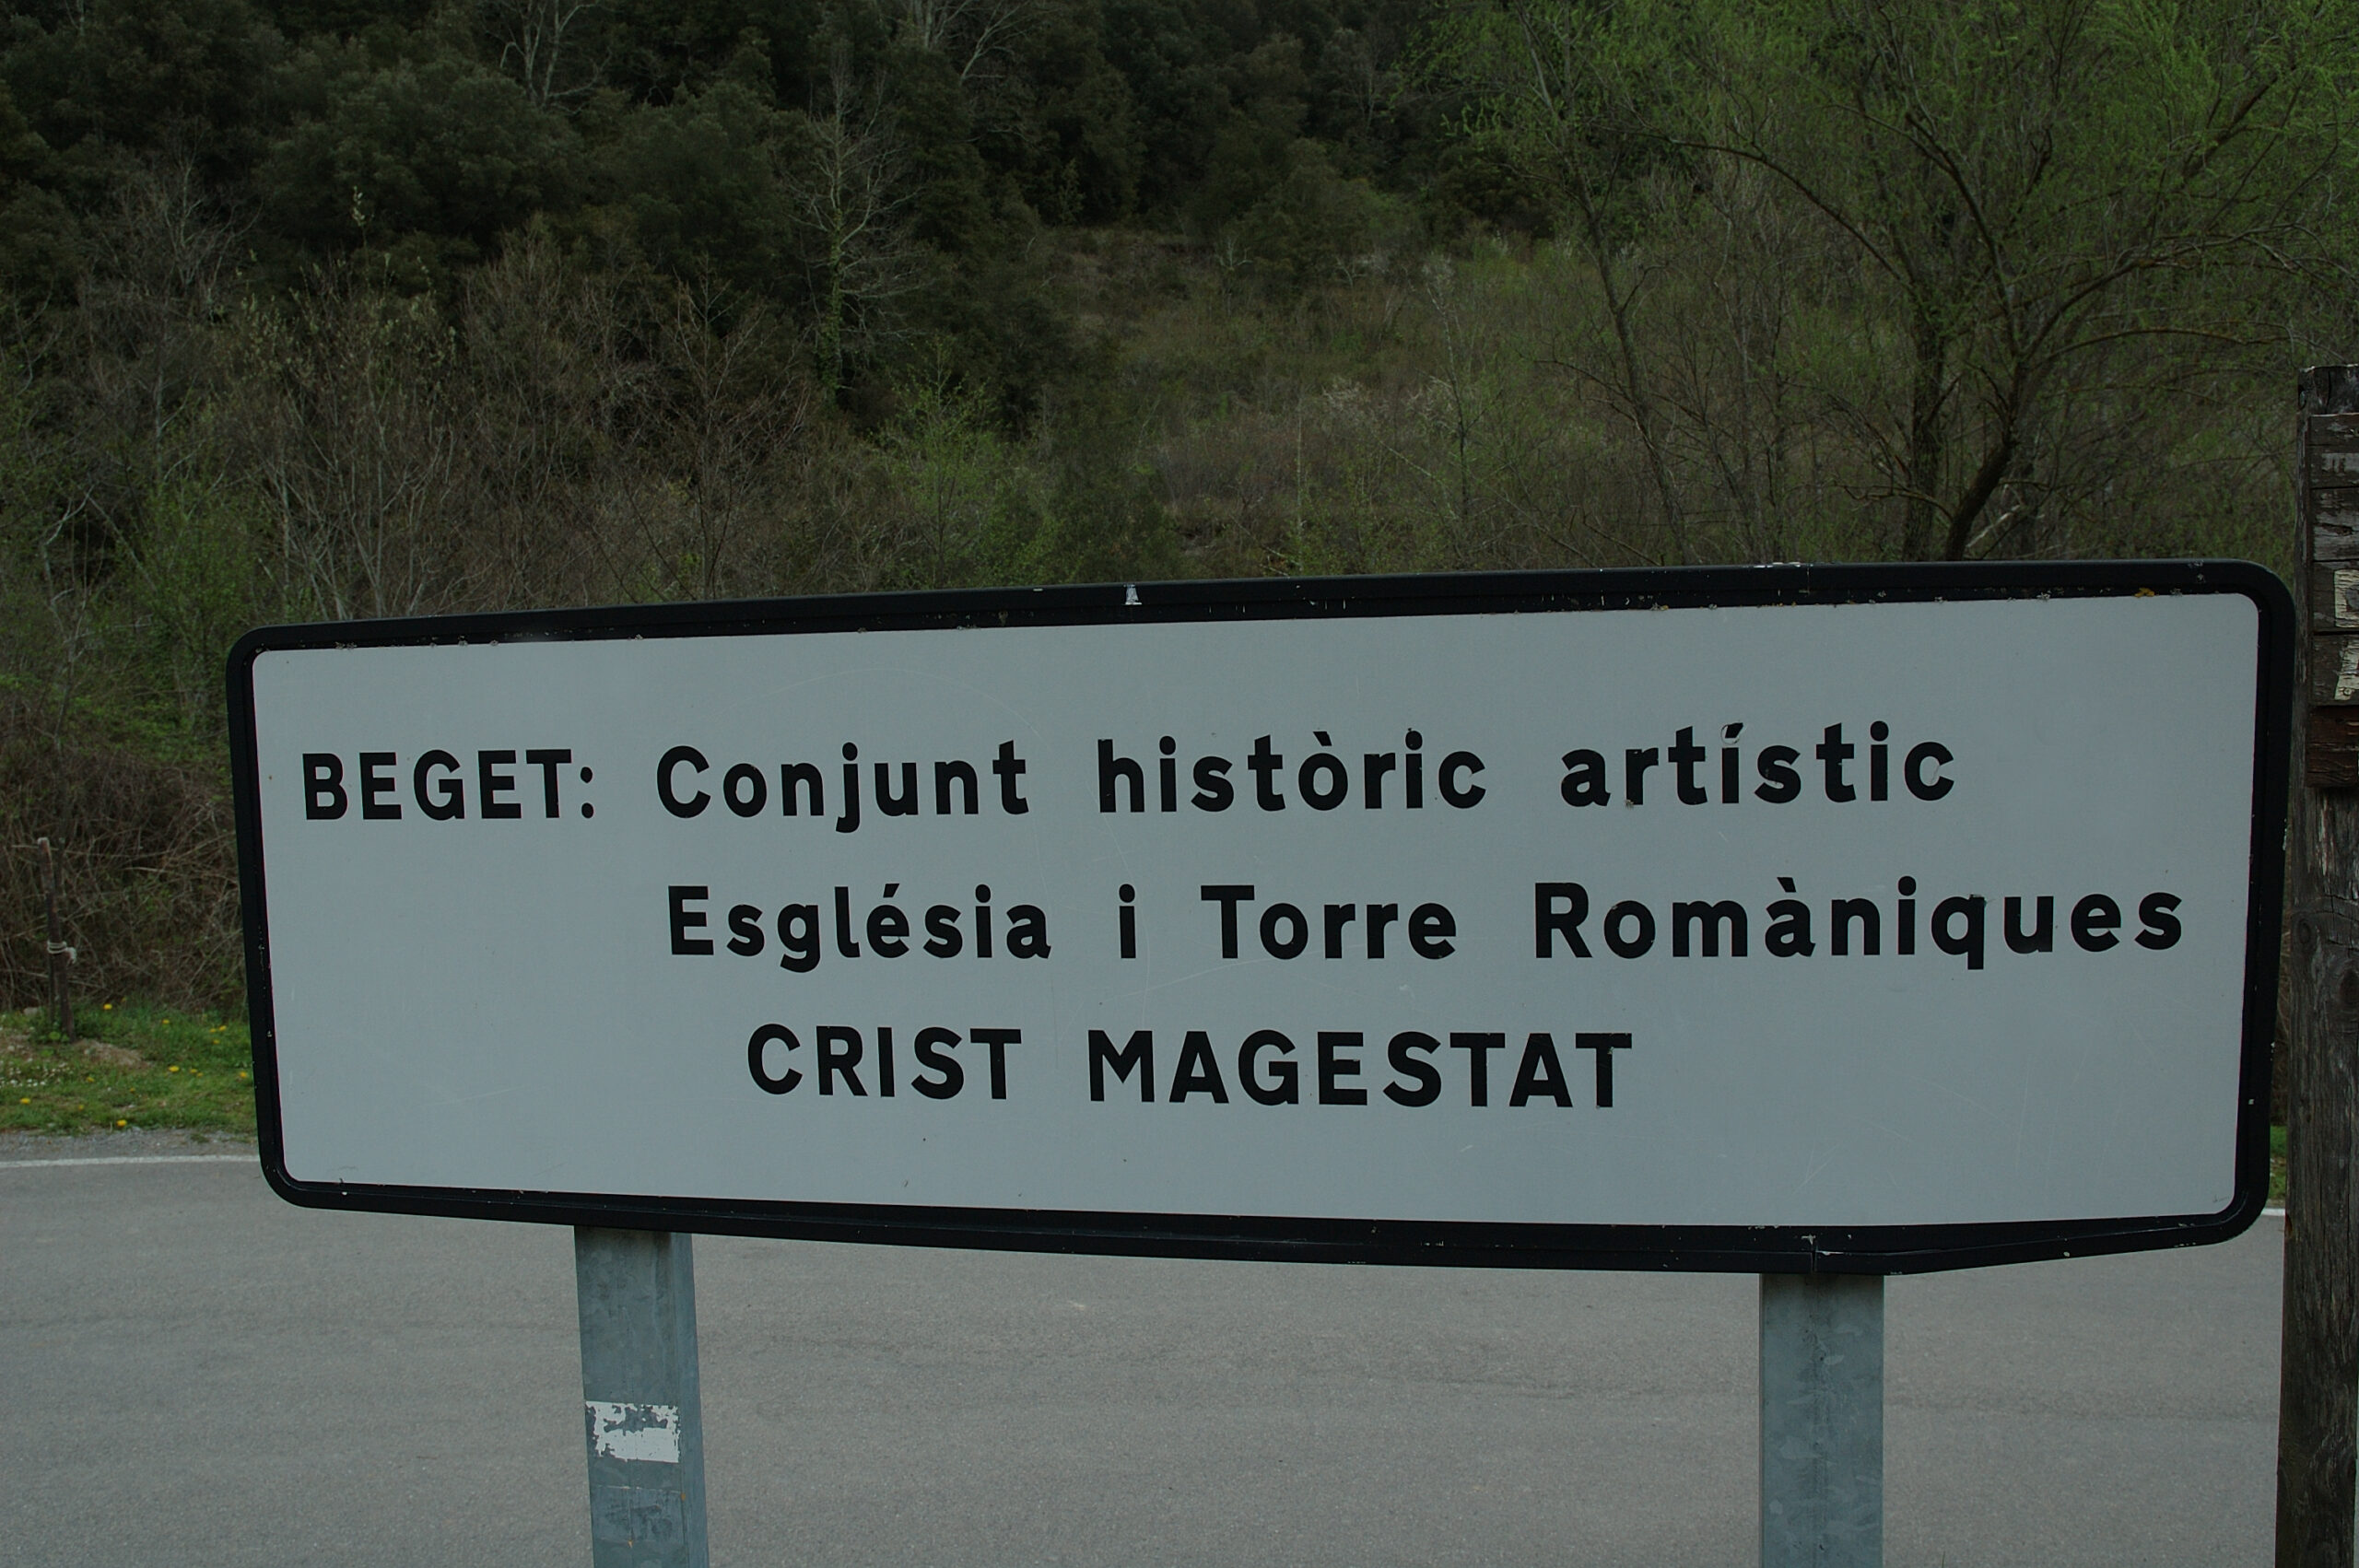 BEGET: Conjunt històric artístic
Església i Torre Romàniques
CRIST MAGESTAT